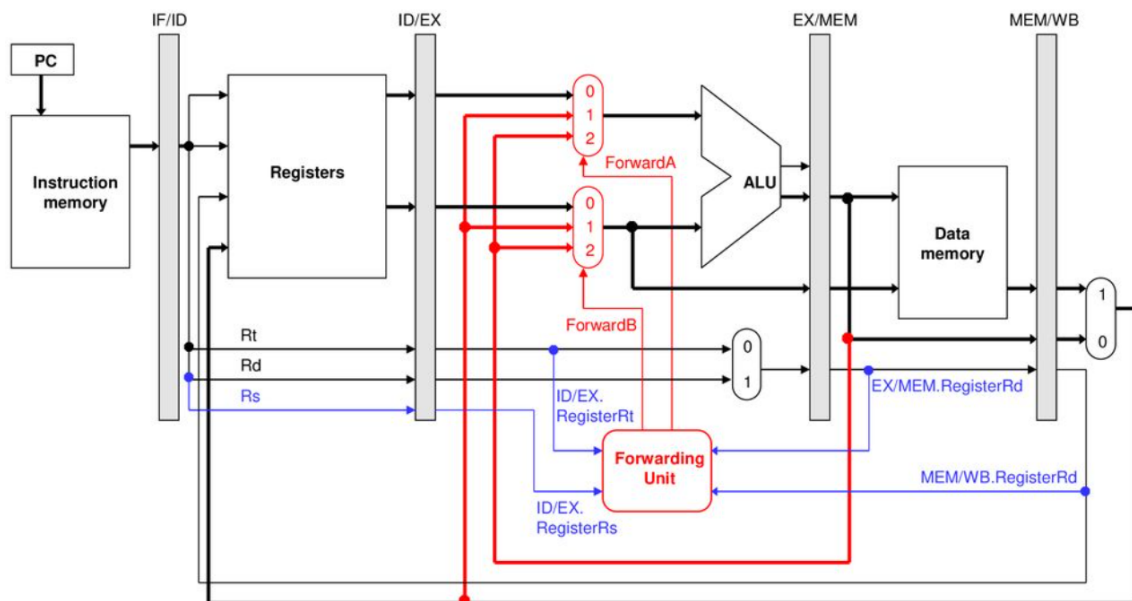 IF/ID
ID/EX
EX/MEM
MEM/WB
PC
Instruction
memory
Registers
0
1
2
ForwardA
0
1
2
ForwardB
ALU
Data
memory
1
0
Rt
Rd
Rs
0
1
ID/EX.
RegisterRt
EX/MEM.RegisterRd
Forwarding
Unit
MEM/WB.RegisterRd
ID/EX.
RegisterRs